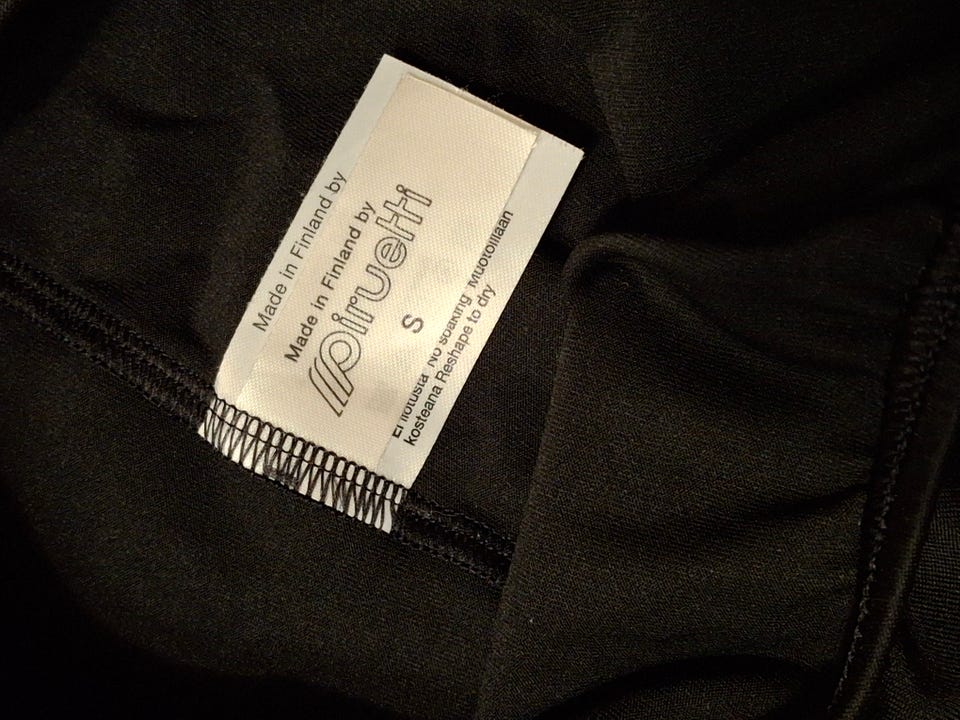 Made in Finland by
Made in Finland by
piruetti
S
Ei liotusta No soaking Muotoillaan
kosteana Reshape to dry